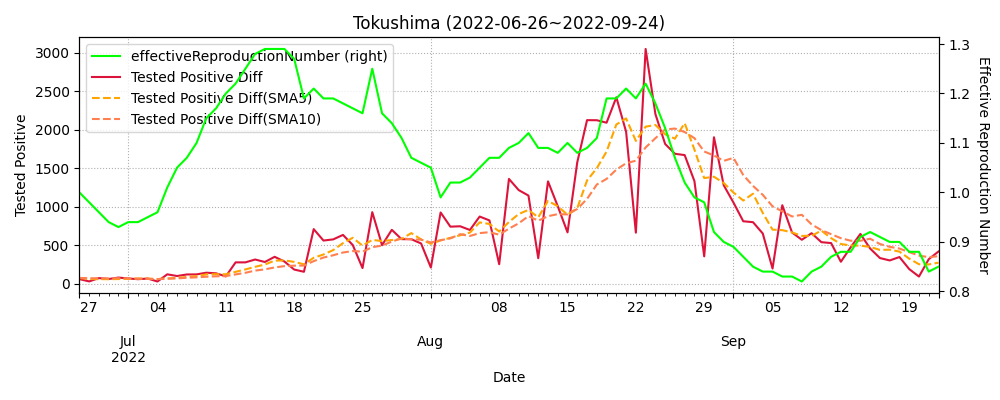 Tokushima (2022-06-26~2022-09-24)
effectiveReproductionNumber (right)
Tested Positive Diff
Tested Positive Diff(SMA5)
Tested Positive Diff(SMA10)
Tested Positive
3000
2500
2000
1500
1000
500
0
Effective Reproduction Number
1.3
1.2
1.1
1.0
0.9
0.8
27 04 11 18 25 08 15 22 29 05 12 19
Jul Aug Sep
2022
Date